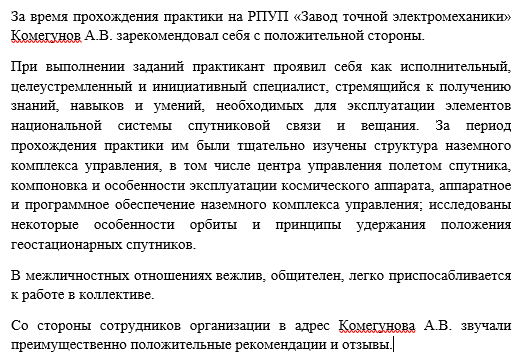 За время прохождения практики на РПУП «Завод точной электромеханики»
Комегунов А.В. зарекомендовал себя с положительной стороны.
При выполнении заданий практикант проявил себя как исполнительный,
целеустремленный и инициативный специалист, стремящийся к получению
знаний, навыков и умений, необходимых для эксплуатации элементов
национальной системы спутниковой связи и вещания. За период
прохождения практики им были тщательно изучены структура наземного
комплекса управления, в том числе центра управления полетом спутника,
компоновка и особенности эксплуатации космического аппарата, аппаратное
и программное обеспечение наземного комплекса управления; исследованы
некоторые особенности орбиты и принципы удержания положения
геостационарных спутников.
В межличностных отношениях вежлив, общителен, легко приспосабливается
к работе в коллективе.
Со стороны сотрудников организации в адрес Комегунова А.В. звучали
преимущественно положительные рекомендации и отзывы.